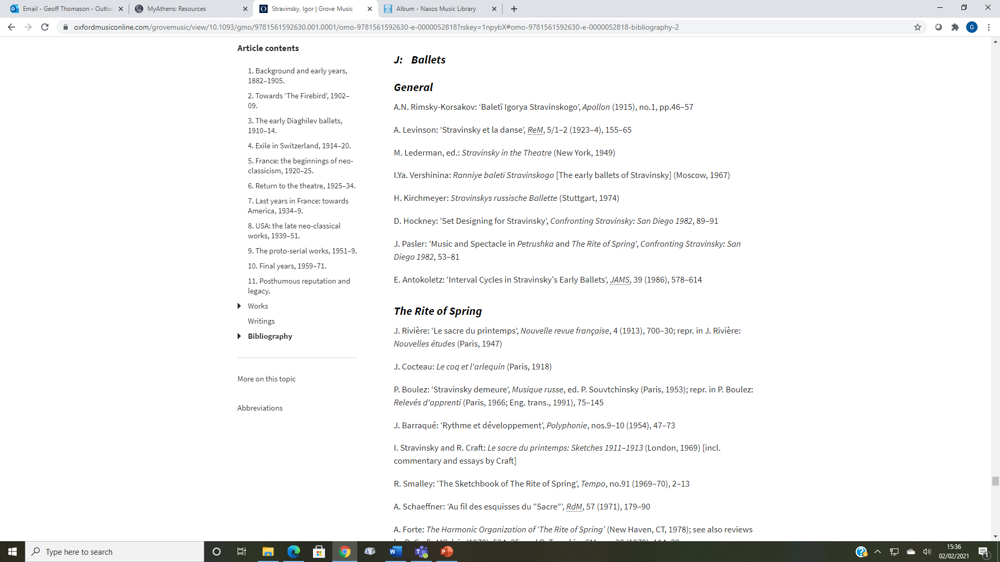 Email - Geoff Thomason - Outloo
MyAthens: Resources
Stravinsky, Igor | Grove Music
Album - Naxos Music Library
oxfordmusiconline.com/grovemusic/view/10.1093/gmo/9781561592630.001.0001/omo-9781561592630-e-0000052818?rskey=1npybX#omo-9781561592630-e-0000052818-bibliography-2
G
Article contents
1. Background and early years,
1882–1905.
2. Towards ‘The Firebird’, 1902–
09.
3. The early Diaghilev ballets,
1910–14.
4. Exile in Switzerland, 1914–20.
5. France: the beginnings of neo-
classicism, 1920–25.
6. Return to the theatre, 1925–34.
7. Last years in France: towards
America, 1934–9.
8. USA: the late neo-classical
works, 1939–51.
9. The proto-serial works, 1951–9.
10. Final years, 1959–71.
11. Posthumous reputation and
legacy.
Works
Writings
Bibliography
More on this topic
Abbreviations
J: Ballets
General
A.N. Rimsky-Korsakov: ‘Baletï Igorya Stravinskogo’, Apollon (1915), no.1, pp.46–57
A. Levinson: ‘Stravinsky et la danse’, ReM, 5/1–2 (1923–4), 155–65
M. Lederman, ed.: Stravinsky in the Theatre (New York, 1949)
I.Ya. Vershinina: Ranniye baletï Stravinskogo [The early ballets of Stravinsky] (Moscow, 1967)
H. Kirchmeyer: Stravinskys russische Ballette (Stuttgart, 1974)
D. Hockney: ‘Set Designing for Stravinsky’, Confronting Stravinsky: San Diego 1982, 89–91
J. Pasler: ‘Music and Spectacle in Petrushka and The Rite of Spring’, Confronting Stravinsky: San
Diego 1982, 53–81
E. Antokoletz: ‘Interval Cycles in Stravinsky's Early Ballets’, JAMS, 39 (1986), 578–614
The Rite of Spring
J. Rivière: ‘Le sacre du printemps’, Nouvelle revue française, 4 (1913), 700–30; repr. in J. Rivière:
Nouvelles études (Paris, 1947)
J. Cocteau: Le coq et l'arlequin (Paris, 1918)
P. Boulez: ‘Stravinsky demeure’, Musique russe, ed. P. Souvtchinsky (Paris, 1953); repr. in P. Boulez:
Relevés d'apprenti (Paris, 1966; Eng. trans., 1991), 75–145
J. Barraqué: ‘Rythme et développement’, Polyphonie, nos.9–10 (1954), 47–73
I. Stravinsky and R. Craft: Le sacre du printemps: Sketches 1911–1913 (London, 1969) [incl.
commentary and essays by Craft]
R. Smalley: ‘The Sketchbook of The Rite of Spring’, Tempo, no.91 (1969–70), 2–13
A. Schaeffner: ‘Au fil des esquisses du “Sacre”’, RdM, 57 (1971), 179–90
A. Forte: The Harmonic Organization of ‘The Rite of Spring’ (New Haven, CT, 1978); see also reviews
Type here to search
15:36
02/02/2021
1